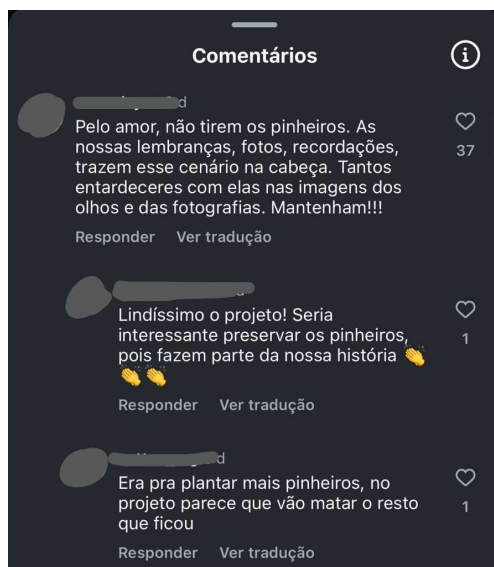 Comentários
d
Pelo amor, não tirem os pinheiros. As
nossas lembranças, fotos, recordações,
trazem esse cenário na cabeça. Tantos
entardeceres com elas nas imagens dos
olhos e das fotografias. Mantenham!!!
37
Responder Ver tradução
Lindíssimo o projeto! Seria
interessante preservar os pinheiros,
pois fazem parte da nossa história 👏
👏👏
1
Responder Ver tradução
d
Era pra plantar mais pinheiros, no
projeto parece que vão matar o resto
que ficou
1
Responder Ver tradução